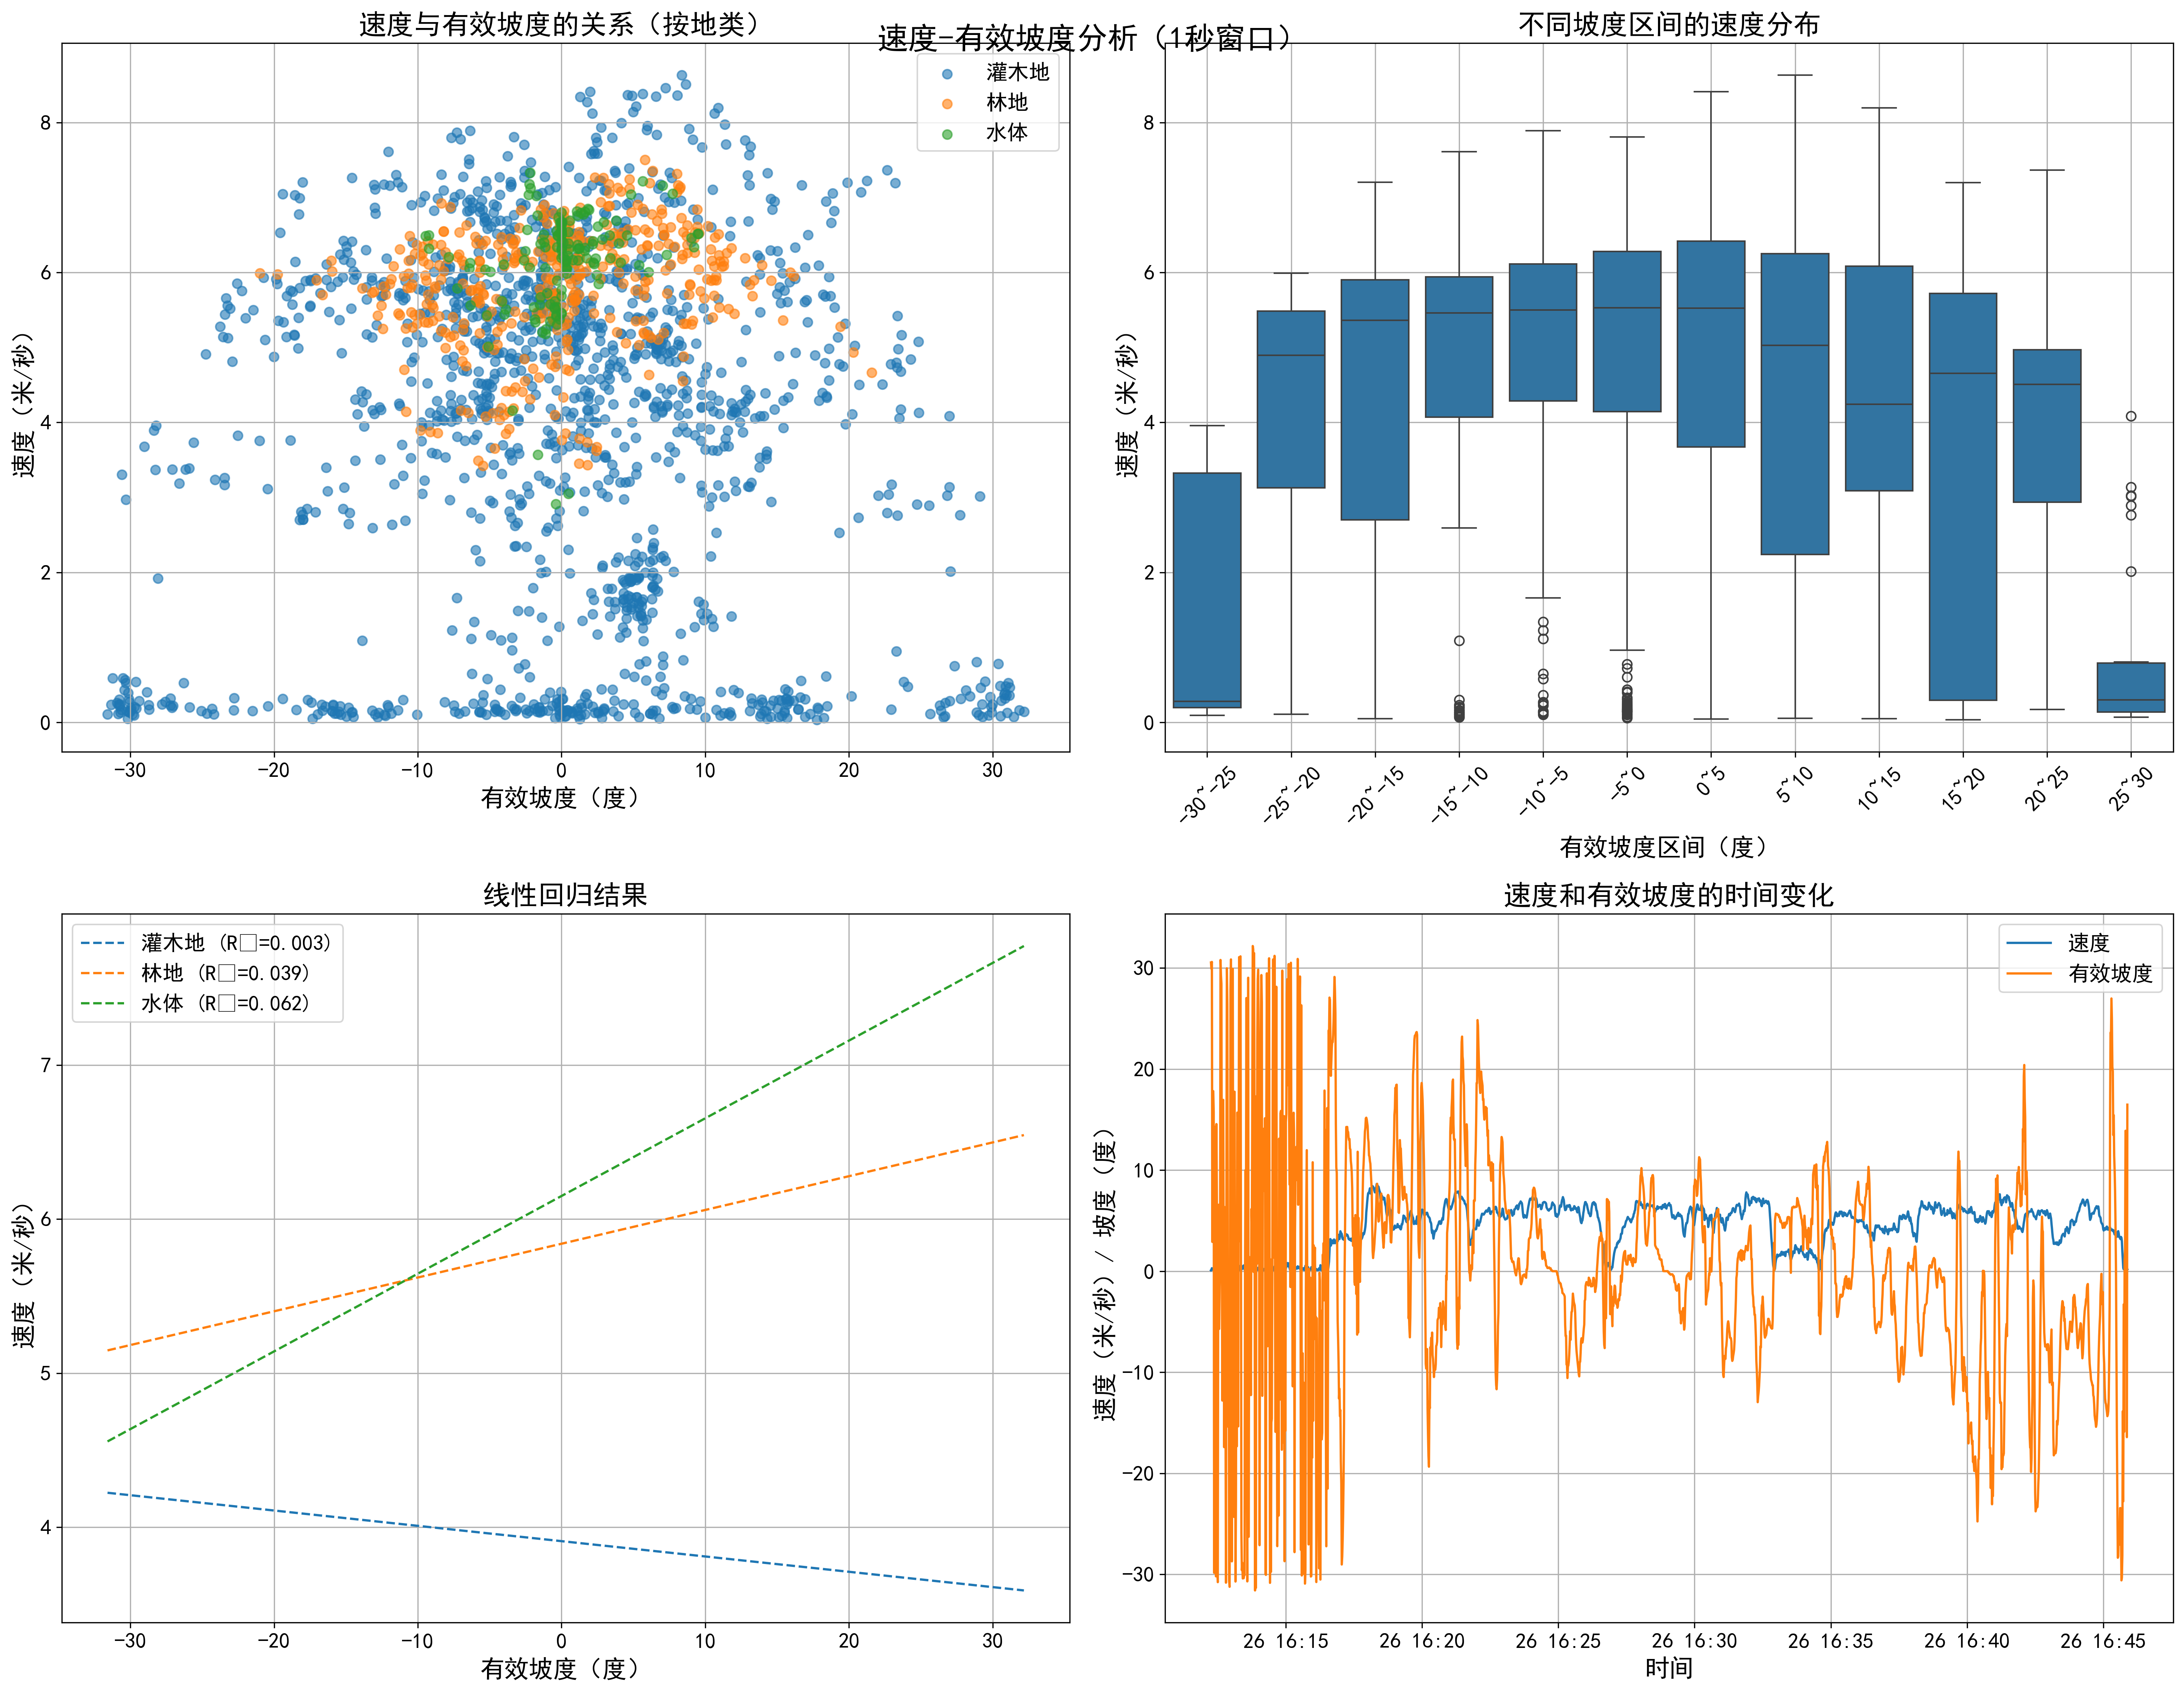 速度-有效坡度分析（1秒窗口）
速度与有效坡度的关系（按地类）
灌木地
林地
水体
速度（米/秒）
8
6
4
2
0
-30 -20 -10 0 10 20 30
有效坡度（度）
不同坡度区间的速度分布
速度（米/秒）
8
6
4
2
0
-30~-25 -25~-20 -20~-15 -15~-10 -10~-5 -5~0 0~5 5~10 10~15 15~20 20~25 25~30
有效坡度区间（度）
线性回归结果
灌木地 (R□=0.003)
林地 (R□=0.039)
水体 (R□=0.062)
速度（米/秒）
7
6
5
4
-30 -20 -10 0 10 20 30
有效坡度（度）
速度和有效坡度的时间变化
速度
有效坡度
速度（米/秒）/ 坡度（度）
30
20
10
0
-10
-20
-30
26 16:15 26 16:20 26 16:25 26 16:30 26 16:35 26 16:40 26 16:45
时间